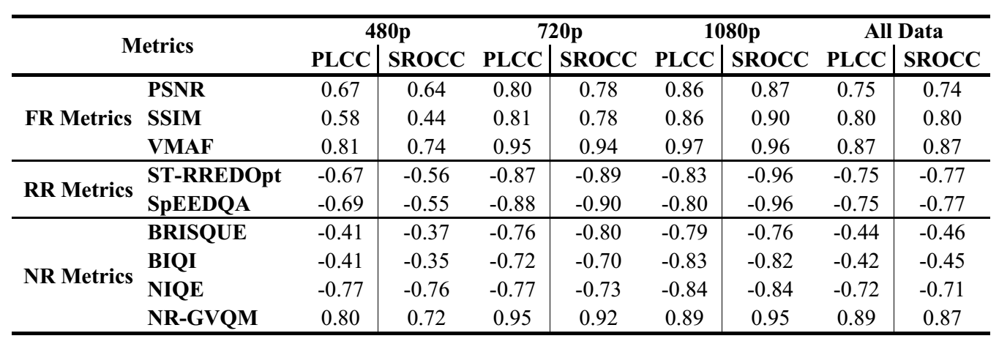 Metrics 480p 720p 1080p All Data
PLCC SROCC PLCC SROCC PLCC SROCC PLCC SROCC
FR Metrics PSNR 0.67 0.64 0.80 0.78 0.86 0.87 0.75 0.74
SSIM 0.58 0.44 0.81 0.78 0.86 0.90 0.80 0.80
VMAF 0.81 0.74 0.95 0.94 0.97 0.96 0.87 0.87
RR Metrics ST-RREDOpt -0.67 -0.56 -0.87 -0.89 -0.83 -0.96 -0.75 -0.77
SpEEDQA -0.69 -0.55 -0.88 -0.90 -0.80 -0.96 -0.75 -0.77
NR Metrics BRISQUE -0.41 -0.37 -0.76 -0.80 -0.79 -0.76 -0.44 -0.46
BIQI -0.41 -0.35 -0.72 -0.70 -0.83 -0.82 -0.42 -0.45
NIQE -0.77 -0.76 -0.77 -0.73 -0.84 -0.84 -0.72 -0.71
NR-GVQM 0.80 0.72 0.95 0.92 0.89 0.95 0.89 0.87